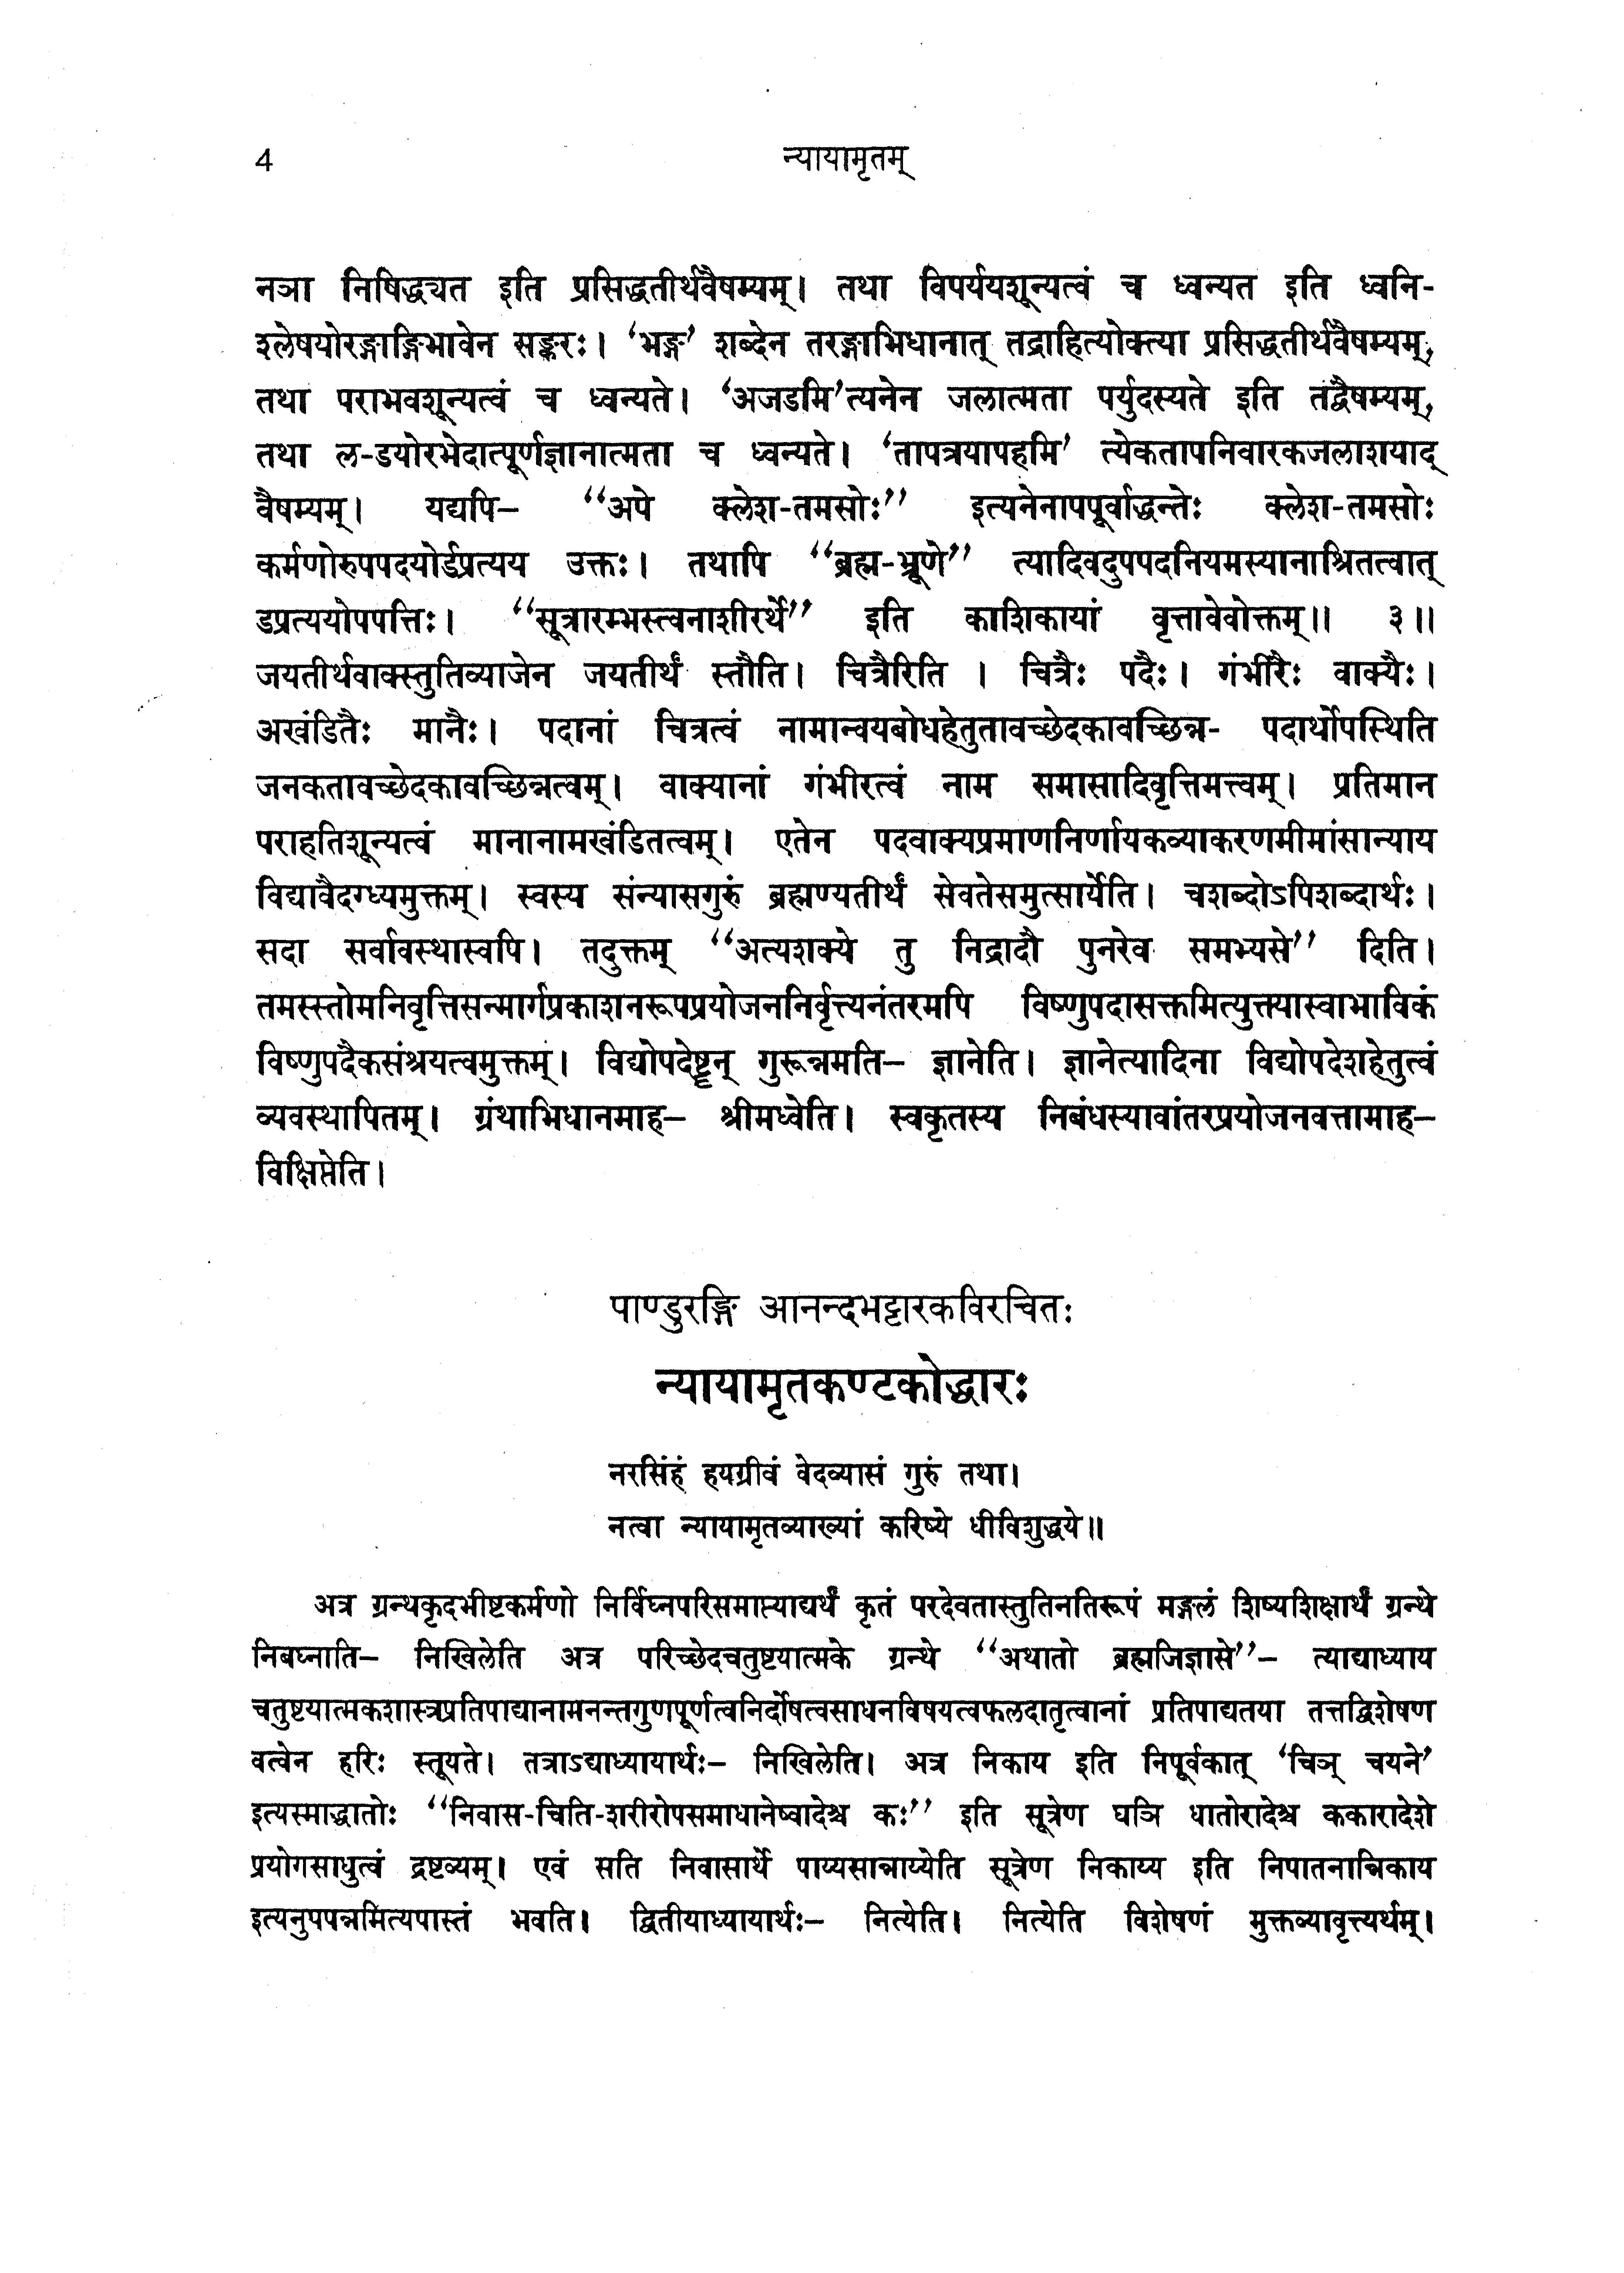 4
न्यायामृतम्
नञा निषिद्ध्यत इति प्रसिद्धतीर्थवैषम्यम्। तथा विपर्ययशून्यत्वं च ध्वन्यत इति ध्वनि-
श्लेषयोरङ्गाङ्गिभावेन सङ्करः। ‘भङ्ग’ शब्देन तरङ्गाभिधानात् तद्राहित्योक्त्या प्रसिद्धतीर्थवैषम्यम्,
तथा पराभवशून्यत्वं च ध्वन्यते। ‘अजडमि’त्यनेन जलात्मता पर्युदस्यते इति तद्वैषम्यम्,
तथा ल-डयोरभेदात्पूर्णज्ञानात्मता च ध्वन्यते। ‘तापत्रयापहमि’ त्येकतापनिवारकजलाशयाद्
वैषम्यम्। यद्यपि– “अपे क्लेश-तमसोः” इत्यनेनापपूर्वाद्धन्तेः क्लेश-तमसोः
कर्मणोरुपपदयोर्डप्रत्यय उक्तः। तथापि “ब्रह्म-भ्रूणे” त्यादिवदुपपदनियमस्यानाश्रितत्वात्
डप्रत्ययोपपत्तिः। “सूत्रारम्भस्त्वनाशीरर्थे” इति काशिकायां वृत्तावेवोक्तम्॥ ३॥
जयतीर्थवाक्स्तुतिव्याजेन जयतीर्थं स्तौति। चित्रैरिति । चित्रैः पदैः। गंभीरैः वाक्यैः।
अखंडितैः मानैः। पदानां चित्रत्वं नामान्वयबोधहेतुतावच्छेदकावच्छिन्न- पदार्थोपस्थिति
जनकतावच्छेदकावच्छिन्नत्वम्। वाक्यानां गंभीरत्वं नाम समासादिवृत्तिमत्त्वम्। प्रतिमान
पराहतिशून्यत्वं मानानामखंडितत्वम्। एतेन पदवाक्यप्रमाणनिर्णायकव्याकरणमीमांसान्याय
विद्यावैदग्ध्यमुक्तम्। स्वस्य संन्यासगुरुं ब्रह्मण्यतीर्थं सेवतेसमुत्सार्येति। चशब्दोऽपिशब्दार्थः।
सदा सर्वावस्थास्वपि। तदुक्तम् “अत्यशक्ये तु निद्रादौ पुनरेव समभ्यसे” दिति।
तमस्स्तोमनिवृत्तिसन्मार्गप्रकाशनरूपप्रयोजननिर्वृत्त्यनंतरमपि विष्णुपदासक्तमित्युत्तयास्वाभाविकं
विष्णुपदैकसंश्रयत्वमुक्तम्। विद्योपदेष्टॄन् गुरून्नमति– ज्ञानेति। ज्ञानेत्यादिना विद्योपदेशहेतुत्वं
व्यवस्थापितम्। ग्रंथाभिधानमाह– श्रीमध्वेति। स्वकृतस्य निबंधस्यावांतरप्रयोजनवत्तामाह–
विक्षिप्तेति।
पाण्डुरङ्गि आनन्दभट्टारकविरचितः
न्यायामृतकण्टकोद्धारः
नरसिंहं हयग्रीवं वेदव्यासं गुरुं तथा।
नत्वा न्यायामृतव्याख्यां करिष्ये धीविशुद्धये॥
अत्र ग्रन्थकृदभीष्टकर्मणो निर्विघ्नपरिसमाप्त्याद्यर्थं कृतं परदेवतास्तुतिनतिरूपं मङ्गलं शिष्यशिक्षार्थं ग्रन्थे
निबध्नाति– निखिलेति अत्र परिच्छेदचतुष्टयात्मके ग्रन्थे “अथातो ब्रह्मजिज्ञासे”– त्याद्याध्याय
चतुष्टयात्मकशास्त्रप्रतिपाद्यानामनन्तगुणपूर्णत्वनिर्दोषत्वसाधनविषयत्वफलदातृत्वानां प्रतिपाद्यतया तत्तद्विशेषण
वत्वेन हरिः स्तूयते। तत्राऽद्याध्यायार्थः– निखिलेति। अत्र निकाय इति निपूर्वकात् ‘चिञ् चयने’
इत्यस्माद्धातोः “निवास-चिति-शरीरोपसमाधानेष्वादेश्च कः” इति सूत्रेण घञि धातोरादेश्च ककारादेशे
प्रयोगसाधुत्वं द्रष्टव्यम्। एवं सति निवासार्थे पाय्यसान्नाय्येति सूत्रेण निकाय्य इति निपातनान्निकाय
इत्यनुपपन्नमित्यपास्तं भवति। द्वितीयाध्यायार्थः– नित्येति। नित्येति विशेषणं मुक्तव्यावृत्त्यर्थम्।